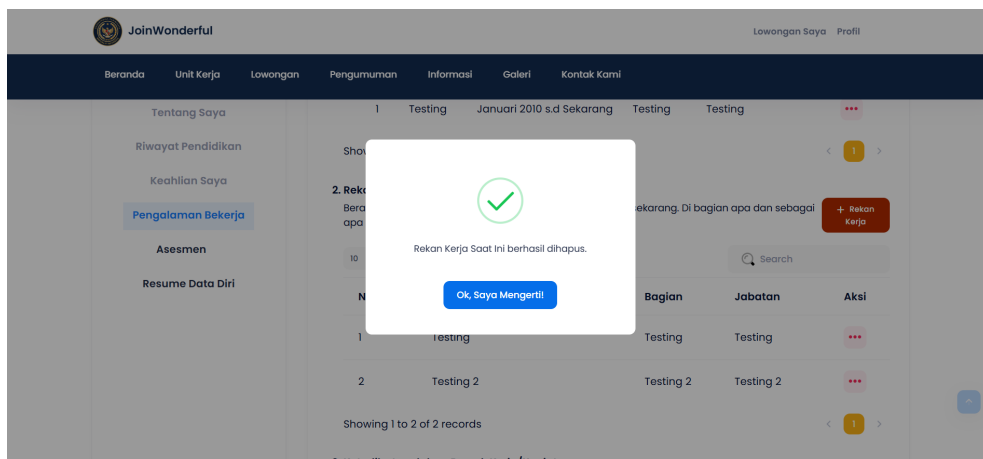 JoinWonderful
Lowongan Saya Profil
Beranda Unit Kerja Lowongan Pengumuman Informasi Galeri Kontak Kami
Tentang Saya
Riwayat Pendidikan
Keahlian Saya
Pengalaman Bekerja
Asesmen
Resume Data Diri
1 Testing Januari 2010 s.d Sekarang Testing Testing
1
2.
sekarang. Di bagian apa dan sebagai
apa
+ Rekan
Kerja
10
Search
Bagian Jabatan Aksi
1 Testing Testing Testing
2 Testing 2 Testing 2 Testing 2
Showing 1 to 2 of 2 records
1
Rekan Kerja Saat Ini berhasil dihapus.
Ok, Saya Mengerti!